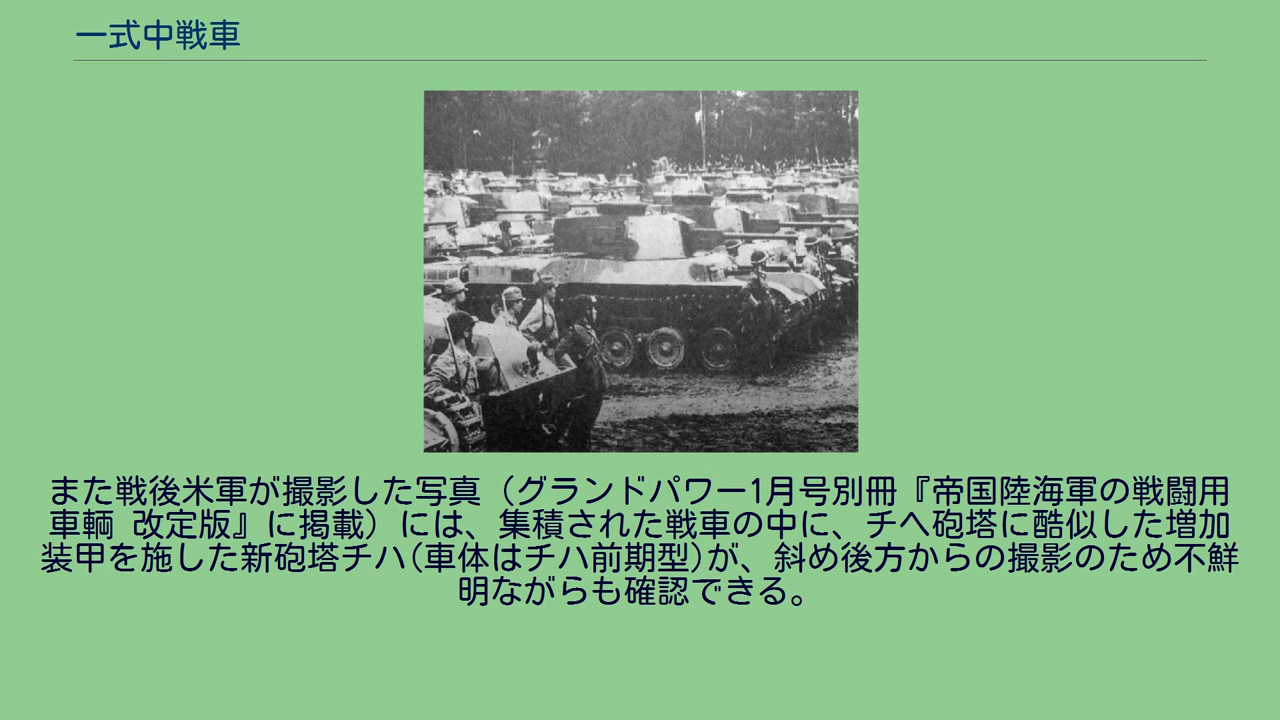 一式中戦車
また戦後米軍が撮影した写真（グランドパワー1月号別冊『帝国陸海軍の戦闘用
車輌 改定版』に掲載）には、集積された戦車の中に、チヘ砲塔に酷似した増加
装甲を施した新砲塔チハ(車体はチハ前期型)が、斜め後方からの撮影のため不鮮
明ながらも確認できる。